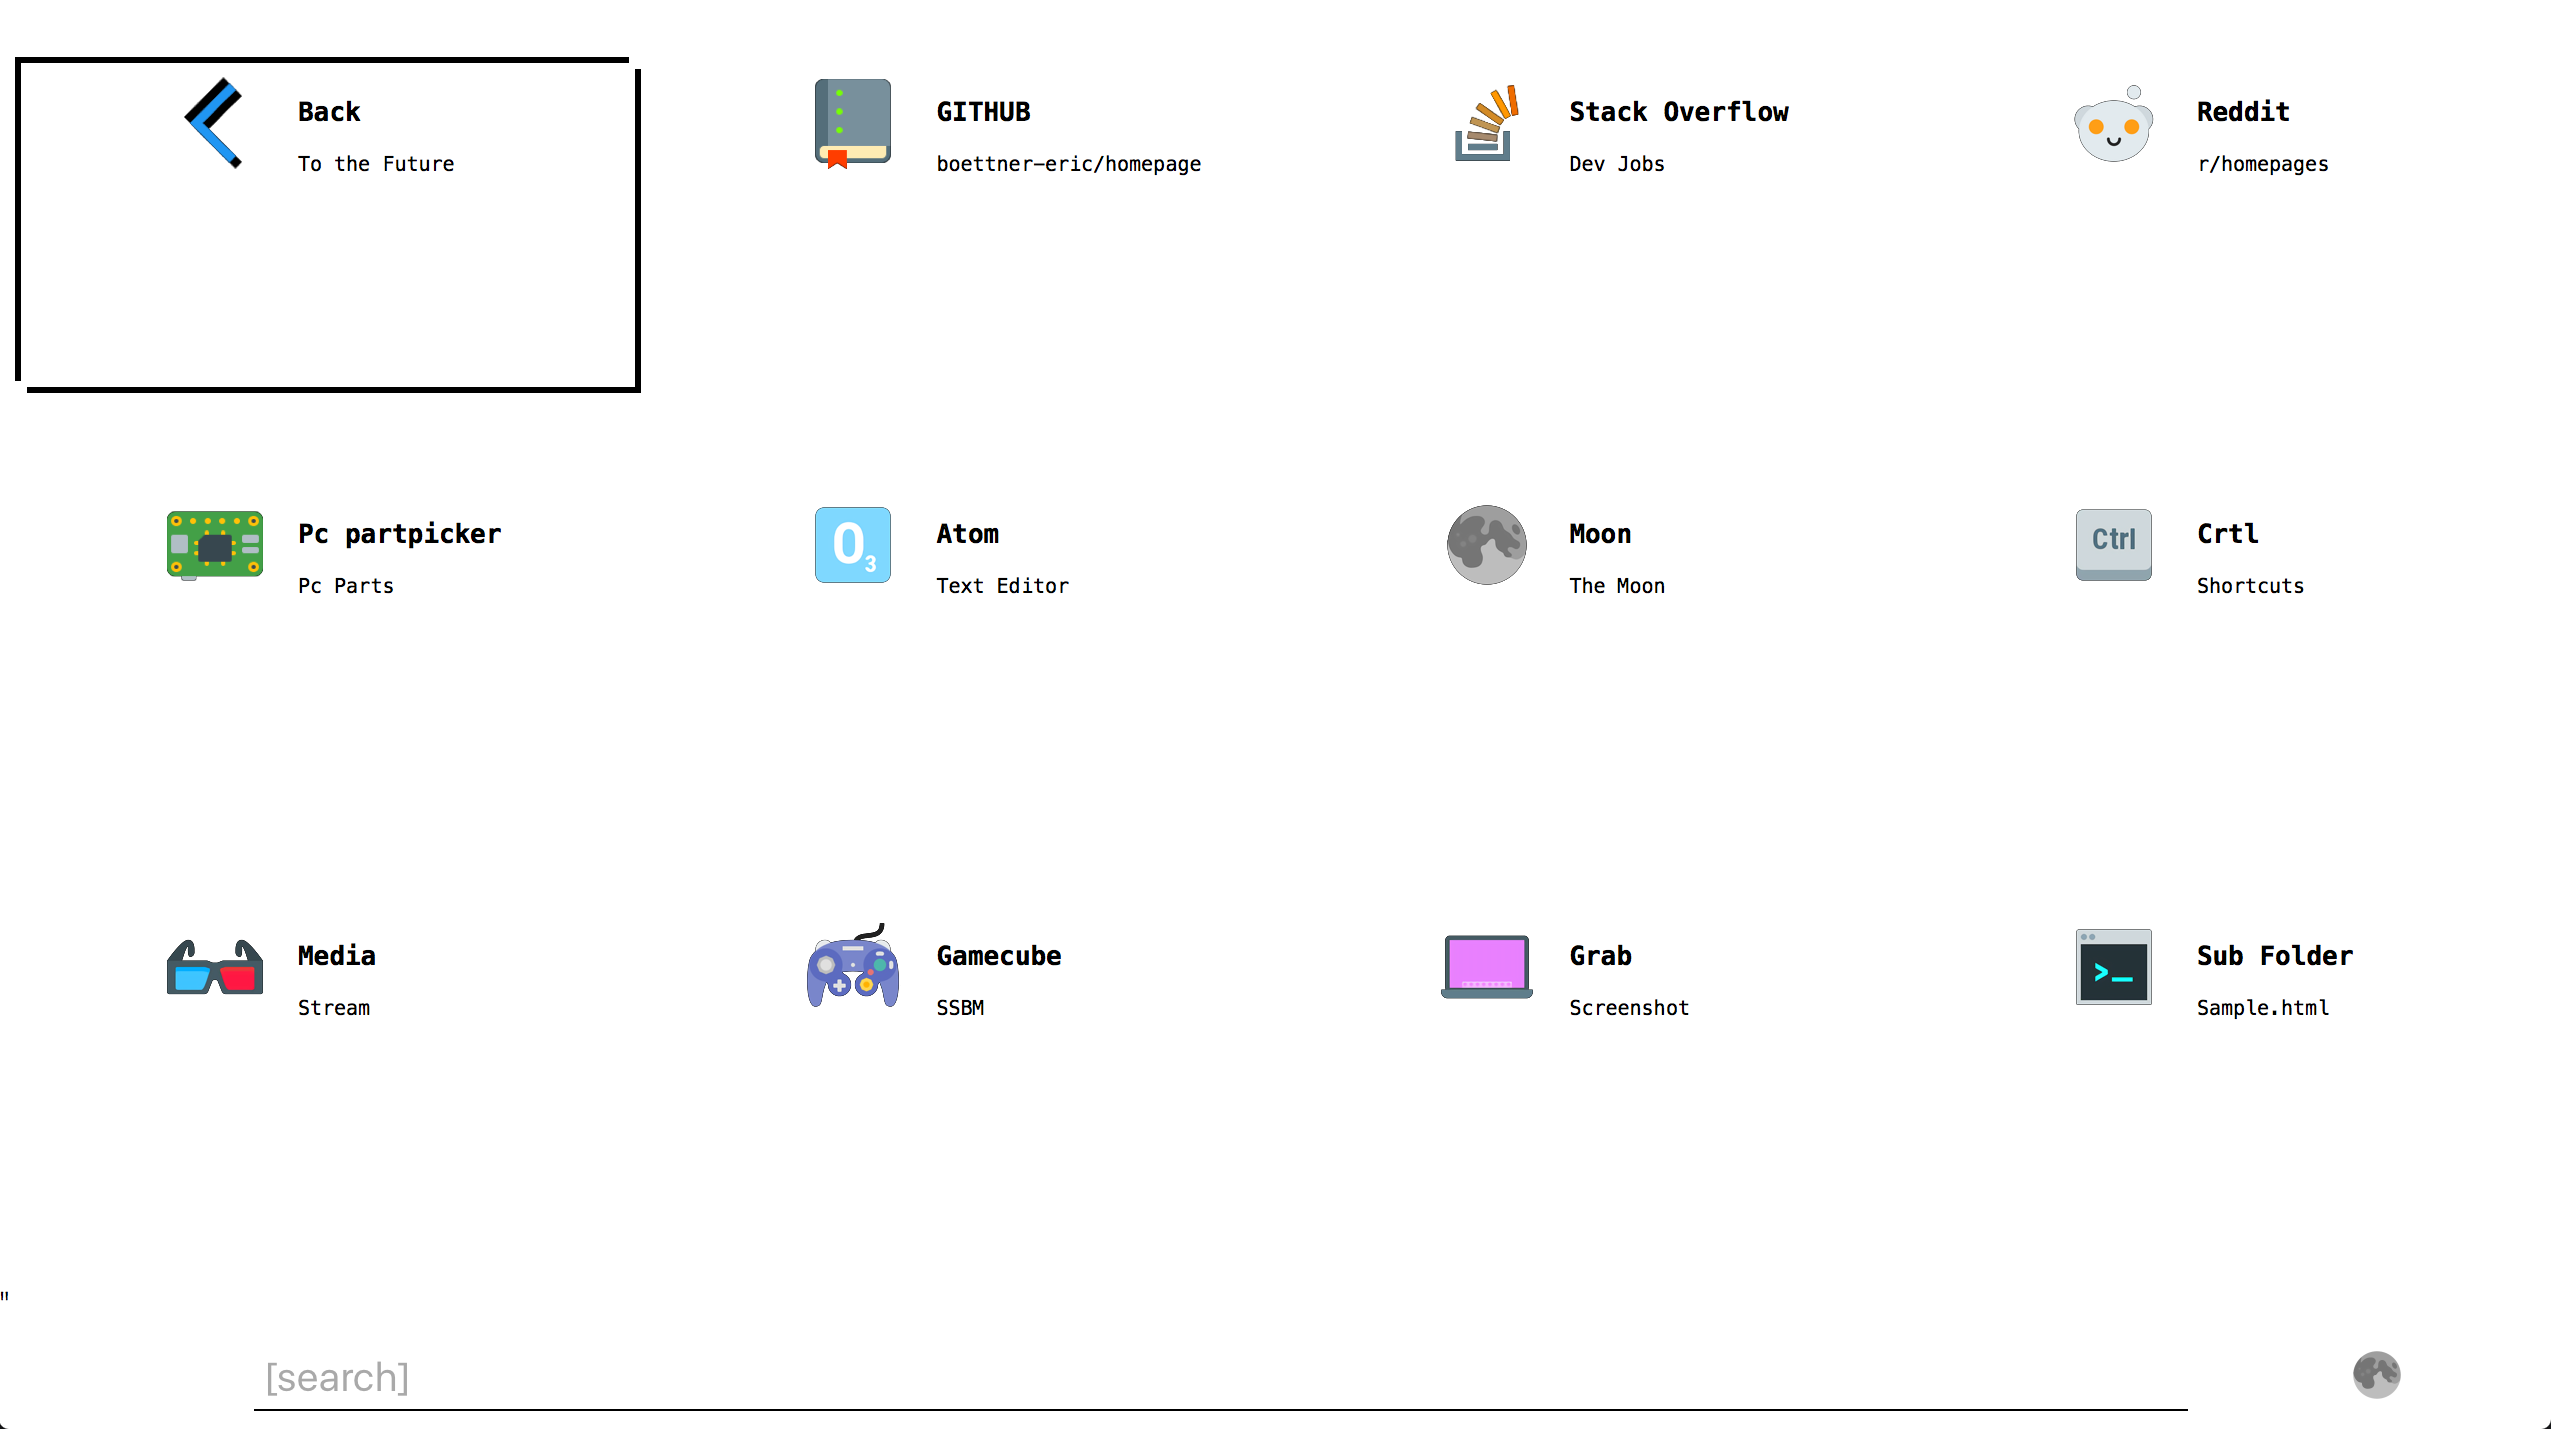 Back
To the Future
GITHUB
boettner-eric/homepage
Stack Overflow
Dev Jobs
Reddit
r/homepages
Pc partpicker
Pc Parts
O3
Atom
Text Editor
Moon
The Moon
Ctrl
Crtl
Shortcuts
Media
Stream
Gamecube
SSBM
Grab
Screenshot
>_
Sub Folder
Sample.html
"
[search]